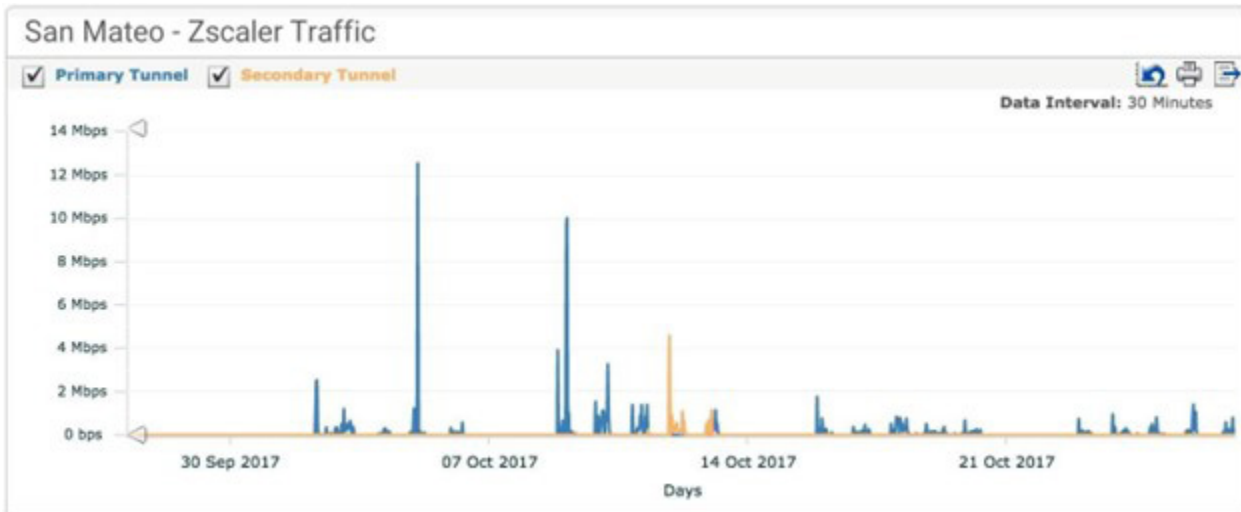 San Mateo - Zscaler Traffic
Primary Tunnel Secondary Tunnel
Data Interval: 30 Minutes
14 Mbps
12 Mbps
10 Mbps
8 Mbps
6 Mbps
4 Mbps
2 Mbps
0 bps
30 Sep 2017 07 Oct 2017 14 Oct 2017 21 Oct 2017
Days